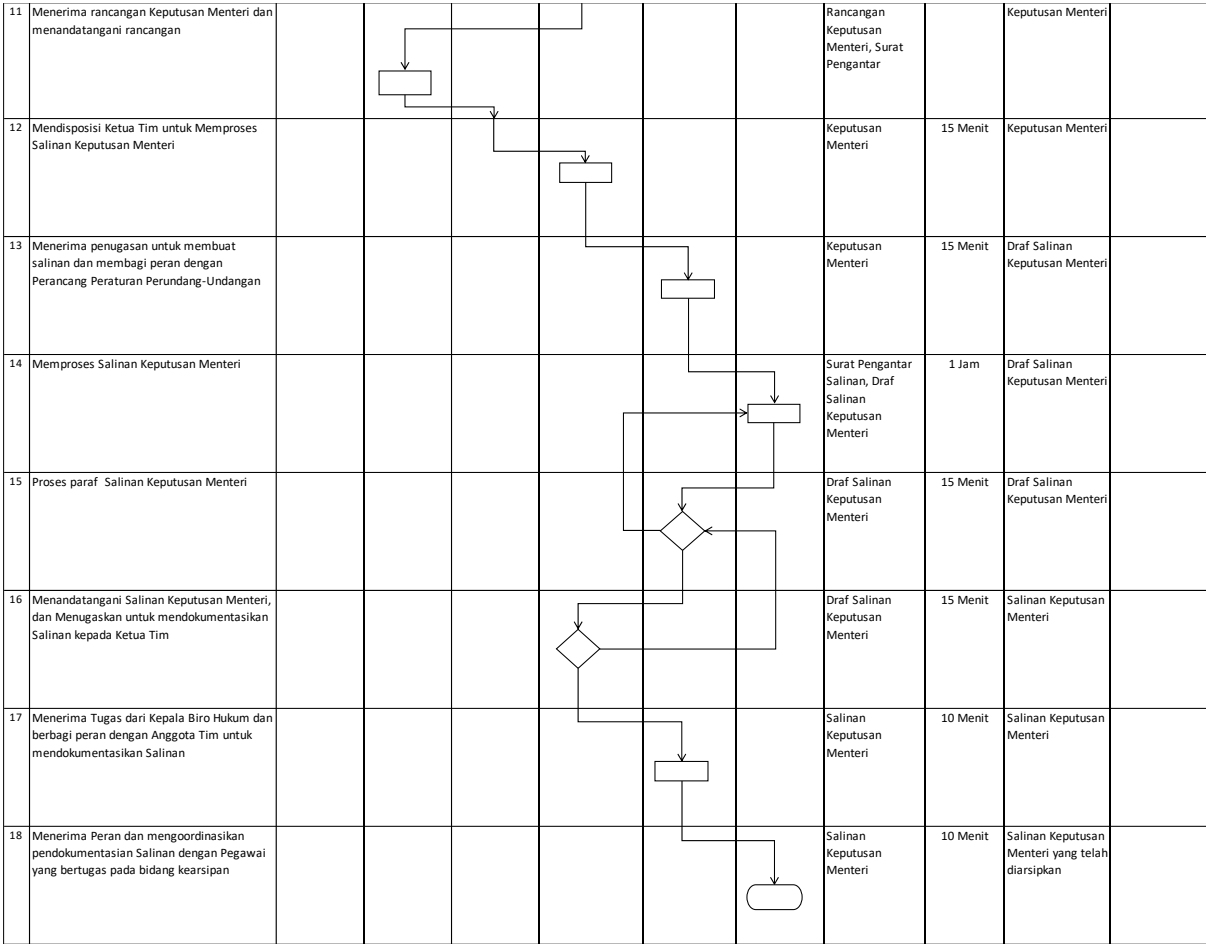 11 Menerima rancangan Keputusan Menteri dan
menandatangani rancangan
Rancangan
Keputusan
Menteri, Surat
Pengantar
Keputusan Menteri
12 Mendisposisi Ketua Tim untuk Memproses
Salinan Keputusan Menteri
Keputusan
Menteri
15 Menit
Keputusan Menteri
13 Menerima penugasan untuk membuat
salinan dan membagi peran dengan
Perancang Peraturan Perundang-Undangan
Keputusan
Menteri
15 Menit
Draf Salinan
Keputusan Menteri
14 Memproses Salinan Keputusan Menteri
Surat Pengantar
Salinan, Draf
Salinan
Keputusan
Menteri
1 Jam
Draf Salinan
Keputusan Menteri
15 Proses paraf Salinan Keputusan Menteri
Draf Salinan
Keputusan
Menteri
15 Menit
Draf Salinan
Keputusan Menteri
16 Menandatangani Salinan Keputusan Menteri,
dan Menugaskan untuk mendokumentasikan
Salinan kepada Ketua Tim
Draf Salinan
Keputusan
Menteri
15 Menit
Salinan Keputusan
Menteri
17 Menerima Tugas dari Kepala Biro Hukum dan
berbagi peran dengan Anggota Tim untuk
mendokumentasikan Salinan
Salinan
Keputusan
Menteri
10 Menit
Salinan Keputusan
Menteri
18 Menerima Peran dan mengoordinasikan
pendokumentasian Salinan dengan Pegawai
yang bertugas pada bidang kearsipan
Salinan
Keputusan
Menteri
10 Menit
Salinan Keputusan
Menteri yang telah
diarsipkan